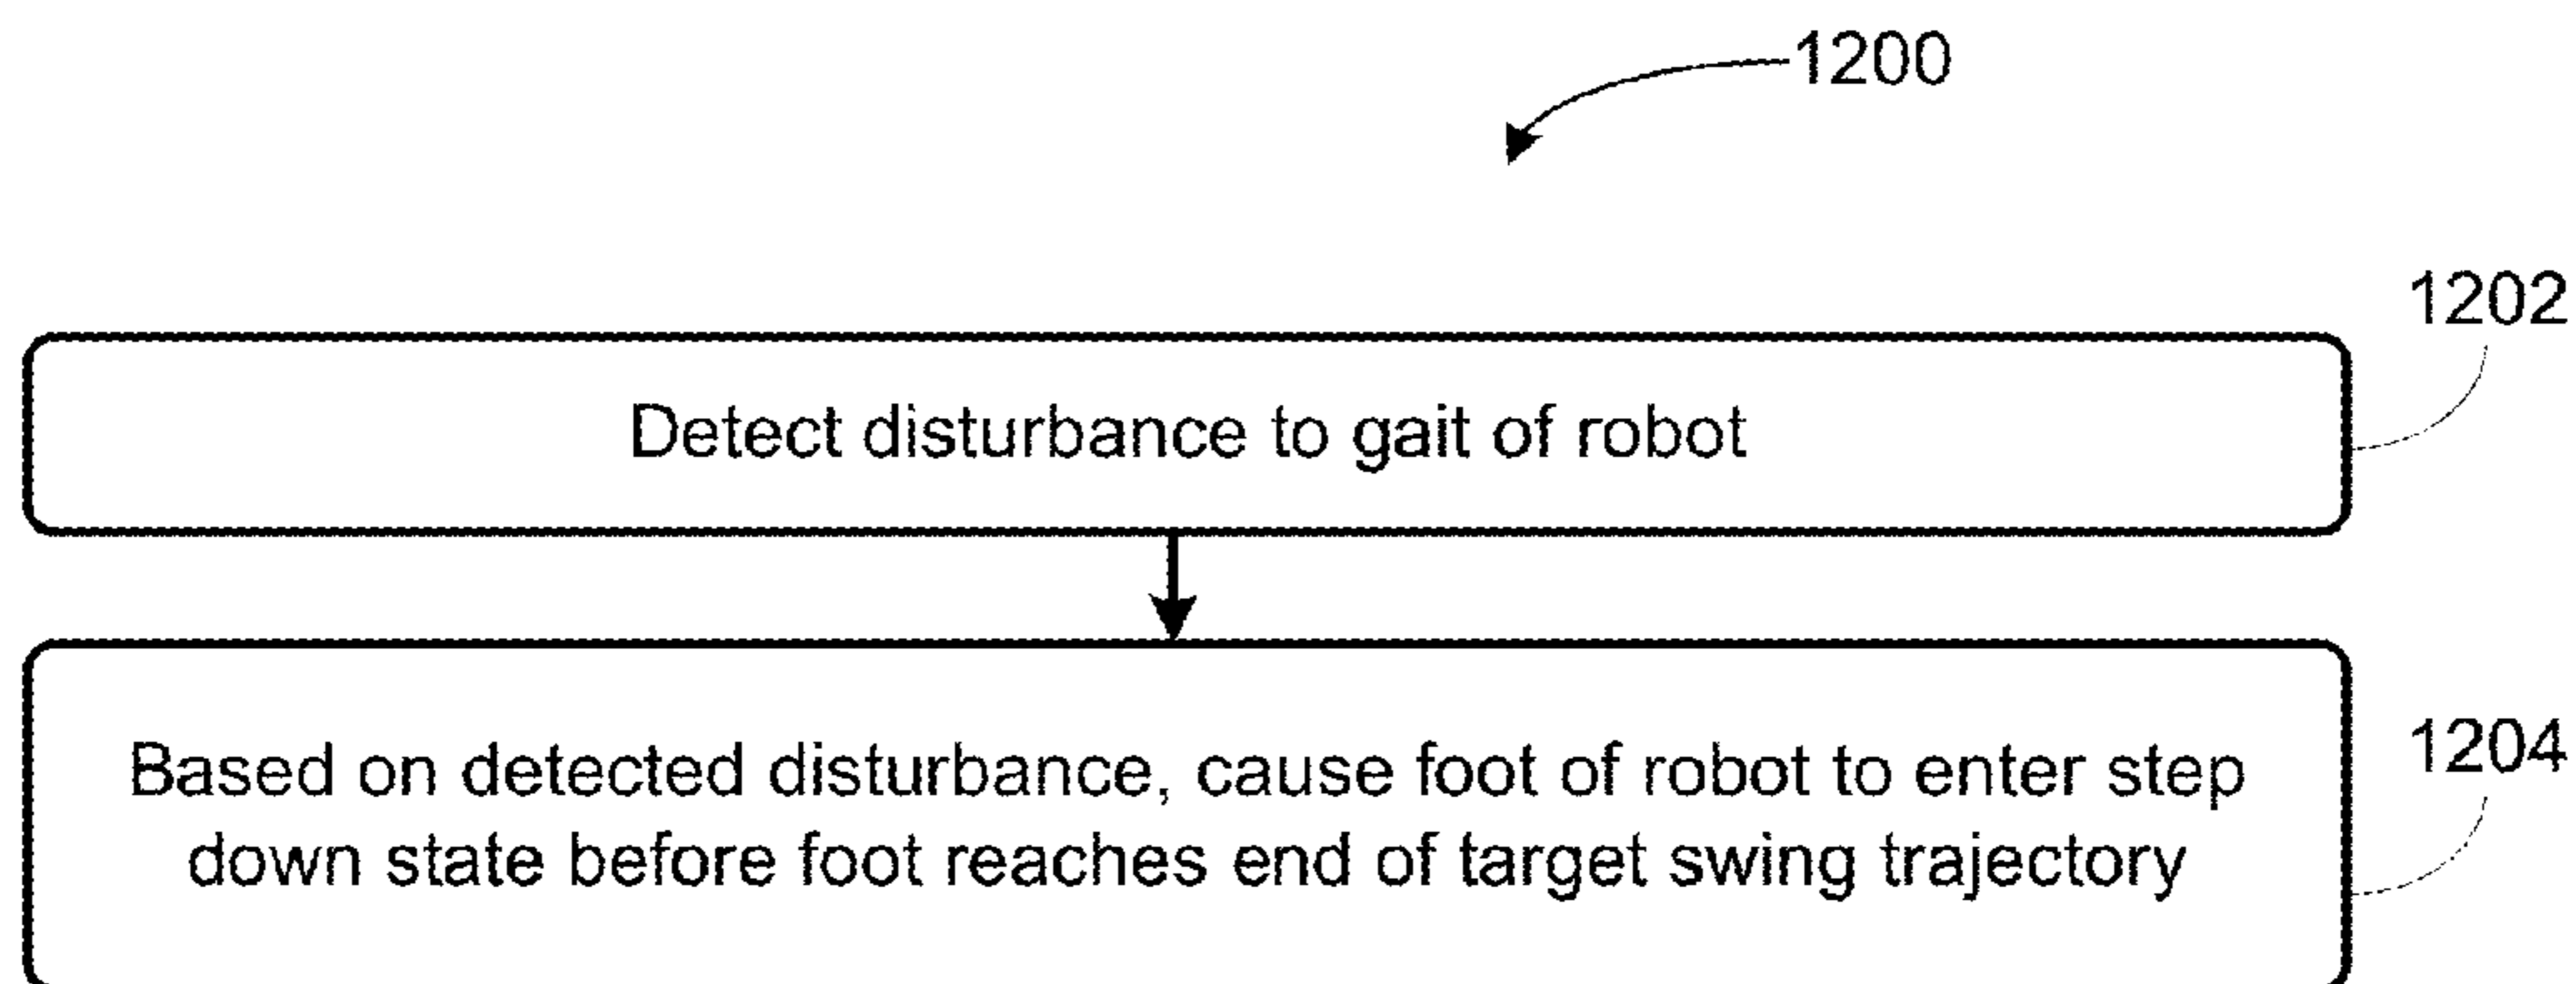 1200
1202
Detect disturbance to gait of robot
1204
Based on detected disturbance, cause foot of robot to enter step
down state before foot reaches end of target swing trajectory